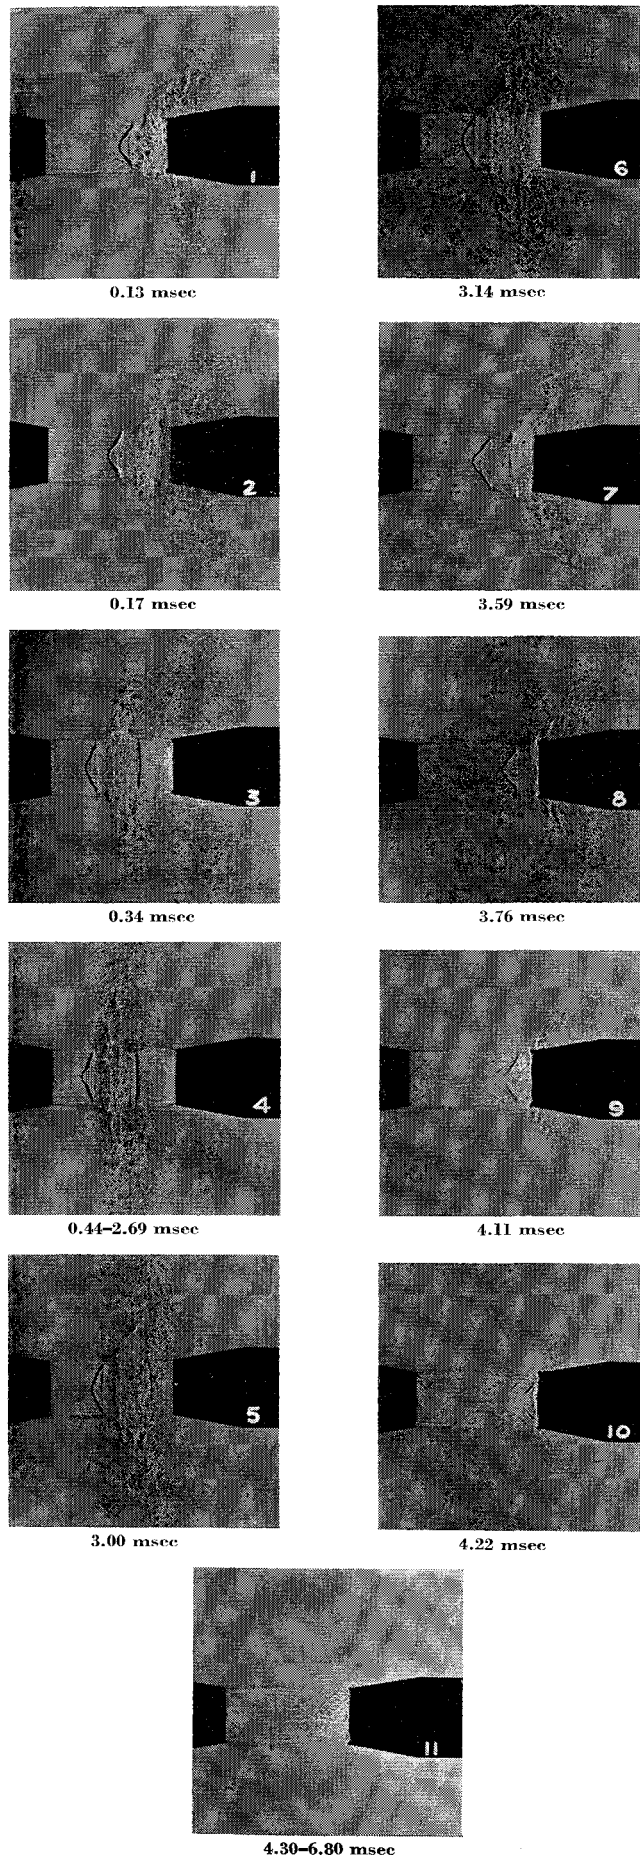 1
0.13 msec
2
0.17 msec
3
0.34 msec
4
0.44–2.69 msec
5
3.00 msec
6
3.14 msec
7
3.59 msec
8
3.76 msec
9
4.11 msec
10
4.22 msec
11
4.30–6.80 msec